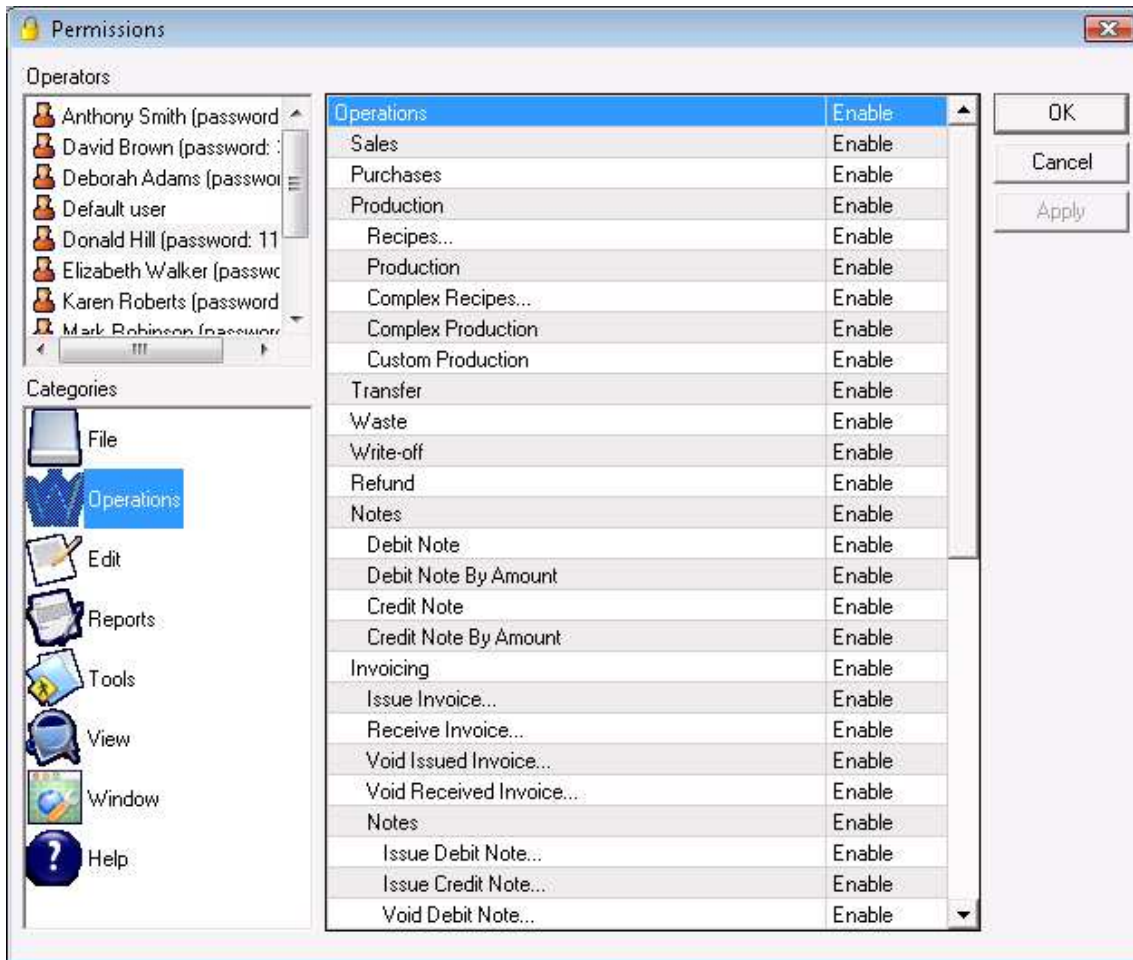 Permissions
Operators
Anthony Smith (password
David Brown (password:
Deborah Adams (passwor
Default user
Donald Hill (password: 11
Elizabeth Walker (passwo
Karen Roberts (password
Mark Robinson (password
Categories
File
Operations
Edit
Reports
Tools
View
Window
Help
Operations Enable
Sales Enable
Purchases Enable
Production Enable
Recipes... Enable
Production Enable
Complex Recipes... Enable
Complex Production Enable
Custom Production Enable
Transfer Enable
Waste Enable
Write-off Enable
Refund Enable
Notes Enable
Debit Note Enable
Debit Note By Amount Enable
Credit Note Enable
Credit Note By Amount Enable
Invoicing Enable
Issue Invoice... Enable
Receive Invoice... Enable
Void Issued Invoice... Enable
Void Received Invoice... Enable
Notes Enable
Issue Debit Note... Enable
Issue Credit Note... Enable
Void Debit Note... Enable
OK
Cancel
Apply